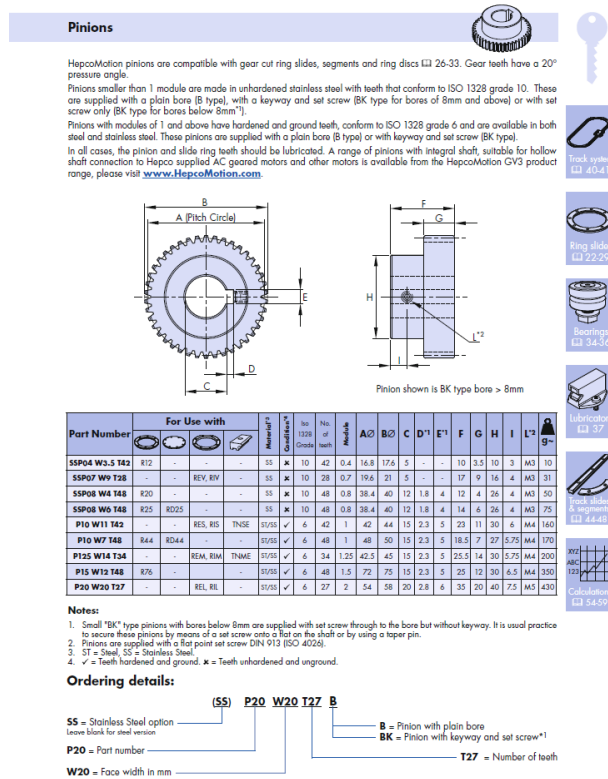 Pinions
HepcoMotion pinions are compatible with gear cut ring slides, segments and ring discs 26-33. Gear teeth have a 20°
pressure angle.
Pinions smaller than 1 module are made in unhardened stainless steel with teeth that conform to ISO 1328 grade 10. These
are supplied with a plain bore (B type), with a keyway and set screw (BK type for bores of 8mm and above) or with set
screw only (BK type for bores below 8mm*1).
Pinions with modules of 1 and above have hardened and ground teeth, conform to ISO 1328 grade 6 and are available in both
steel and stainless steel. These pinions are supplied with a plain bore (B type) or with keyway and set screw (BK type).
In all cases, the pinion and slide ring teeth should be lubricated. A range of pinions with integral shaft, suitable for hollow
shaft connection to Hepco supplied AC geared motors and other motors is available from the HepcoMotion GV3 product
range, please visit www.HepcoMotion.com.
B
A (Pitch Circle)
E
D
C
F
G
H
L*2
I
Pinion shown is BK type bore > 8mm
Part Number For Use with Material*3 Condition*4 Iso 1328 Grade No. of teeth Module AØ BØ C D*1 E*1 F G H I L*2 g~
SSP04 W3.5 T42 R12 - - - SS ✘ 10 42 0.4 16.8 17.6 5 - - 10 3.5 10 3 M3 10
SSP07 W9 T28 - - REV, RIV - SS ✘ 10 28 0.7 19.6 21 5 - - 17 9 16 4 M3 31
SSP08 W4 T48 R20 - - - SS ✘ 10 48 0.8 38.4 40 12 1.8 4 12 4 26 4 M3 50
SSP08 W6 T48 R25 RD25 - - SS ✘ 10 48 0.8 38.4 40 12 1.8 4 14 6 26 4 M3 75
P10 W11 T42 - - RES, RIS TNSE ST/SS ✓ 6 42 1 42 44 15 2.3 5 23 11 30 6 M4 160
P10 W7 T48 R44 RD44 - - ST/SS ✓ 6 48 1 48 50 15 2.3 5 18.5 7 27 5.75 M4 170
P125 W14 T34 - - REM, RIM TNME ST/SS ✓ 6 34 1.25 42.5 45 15 2.3 5 25.5 14 30 5.75 M4 200
P15 W12 T48 R76 - - - ST/SS ✓ 6 48 1.5 72 75 15 2.3 5 25 12 30 6.5 M4 350
P20 W20 T27 - - REL, RIL - ST/SS ✓ 6 27 2 54 58 20 2.8 6 35 20 40 7.5 M5 430
Notes:
1. Small "BK" type pinions with bores below 8mm are supplied with set screw through to the bore but without keyway. It is usual practice
to secure these pinions by means of a set screw onto a flat on the shaft or by using a taper pin.
2. Pinions are supplied with a flat point set screw DIN 913 (ISO 4026).
3. ST = Steel, SS = Stainless Steel.
4. ✓ = Teeth hardened and ground. ✘ = Teeth unhardened and unground.
Ordering details:
(SS) P20 W20 T27 B
SS = Stainless Steel option
Leave blank for steel version
P20 = Part number
W20 = Face width in mm
B = Pinion with plain bore
BK = Pinion with keyway and set screw*1
T27 = Number of teeth
Track system
40-41
Ring slides
22-29
Bearings
34-36
Lubricators
37
Track slides
& segments
44-48
XYZ
ABC
123
Calculations
54-59